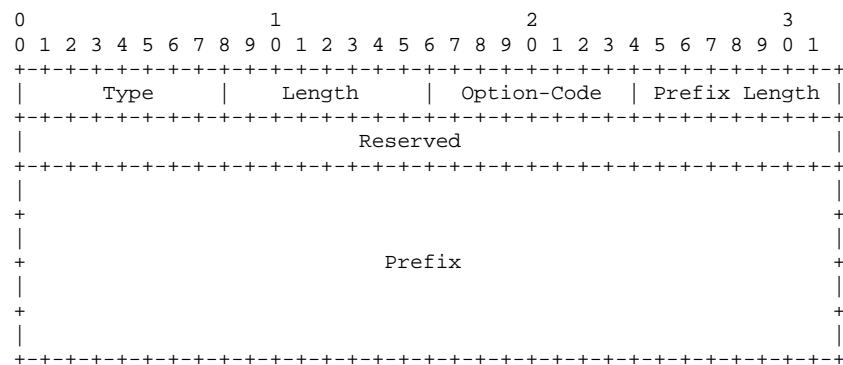 0                   1                   2                   3
0 1 2 3 4 5 6 7 8 9 0 1 2 3 4 5 6 7 8 9 0 1 2 3 4 5 6 7 8 9 0 1
+-+-+-+-+-+-+-+-+-+-+-+-+-+-+-+-+-+-+-+-+-+-+-+-+-+-+-+-+-+-+-+-+
|      Type     |    Length     |  Option-Code  | Prefix Length |
+-+-+-+-+-+-+-+-+-+-+-+-+-+-+-+-+-+-+-+-+-+-+-+-+-+-+-+-+-+-+-+-+
|                          Reserved                             |
+-+-+-+-+-+-+-+-+-+-+-+-+-+-+-+-+-+-+-+-+-+-+-+-+-+-+-+-+-+-+-+-+
|                                                               |
+                                                               +
|                                                               |
+                            Prefix                             +
|                                                               |
+                                                               +
|                                                               |
+-+-+-+-+-+-+-+-+-+-+-+-+-+-+-+-+-+-+-+-+-+-+-+-+-+-+-+-+-+-+-+-+